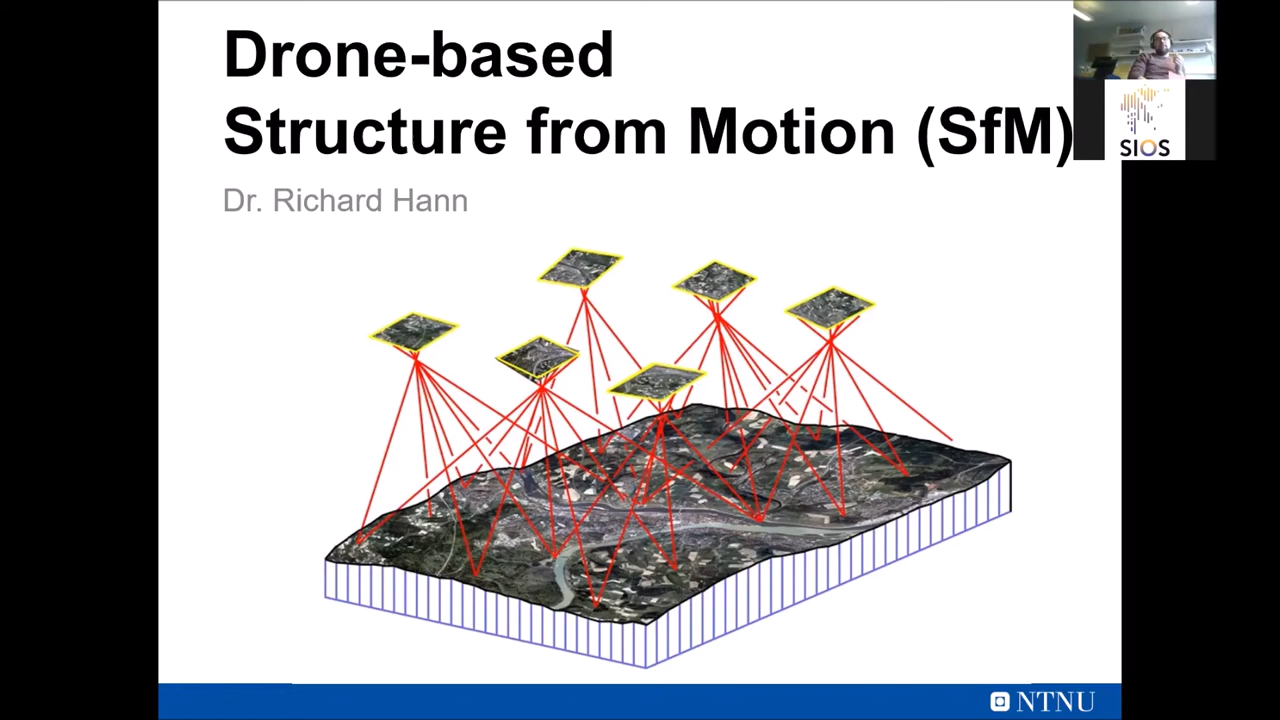 Drone-based
Structure from Motion (SfM)
Dr. Richard Hann
SIOS
NTNU